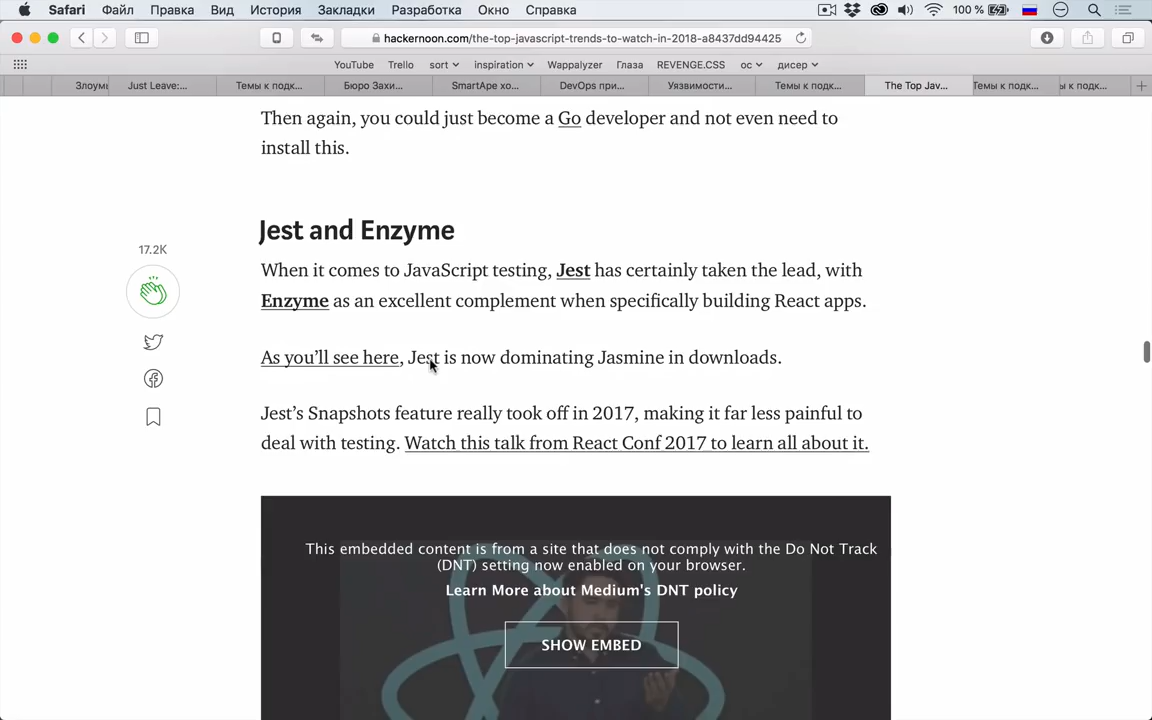 Safari Файл Правка Вид История Закладки Разработка Окно Справка 100 %
hackernoon.com/the-top-javascript-trends-to-watch-in-2018-a8437dd94425
YouTube Trello sort inspiration Wappalyzer Глаза REVENGE.CSS ос дисер
Злоумы Just Leave:... Темы к подк... Бюро Захи... SmartApe хо... DevOps при... Уязвимости... Темы к подк... The Top Jav... Темы к подк... ы к подк...
Then again, you could just become a Go developer and not even need to
install this.
Jest and Enzyme
17.2K
When it comes to JavaScript testing, Jest has certainly taken the lead, with
Enzyme as an excellent complement when specifically building React apps.
As you’ll see here, Jest is now dominating Jasmine in downloads.
Jest’s Snapshots feature really took off in 2017, making it far less painful to
deal with testing. Watch this talk from React Conf 2017 to learn all about it.
This embedded content is from a site that does not comply with the Do Not Track
(DNT) setting now enabled on your browser.
Learn More about Medium's DNT policy
SHOW EMBED